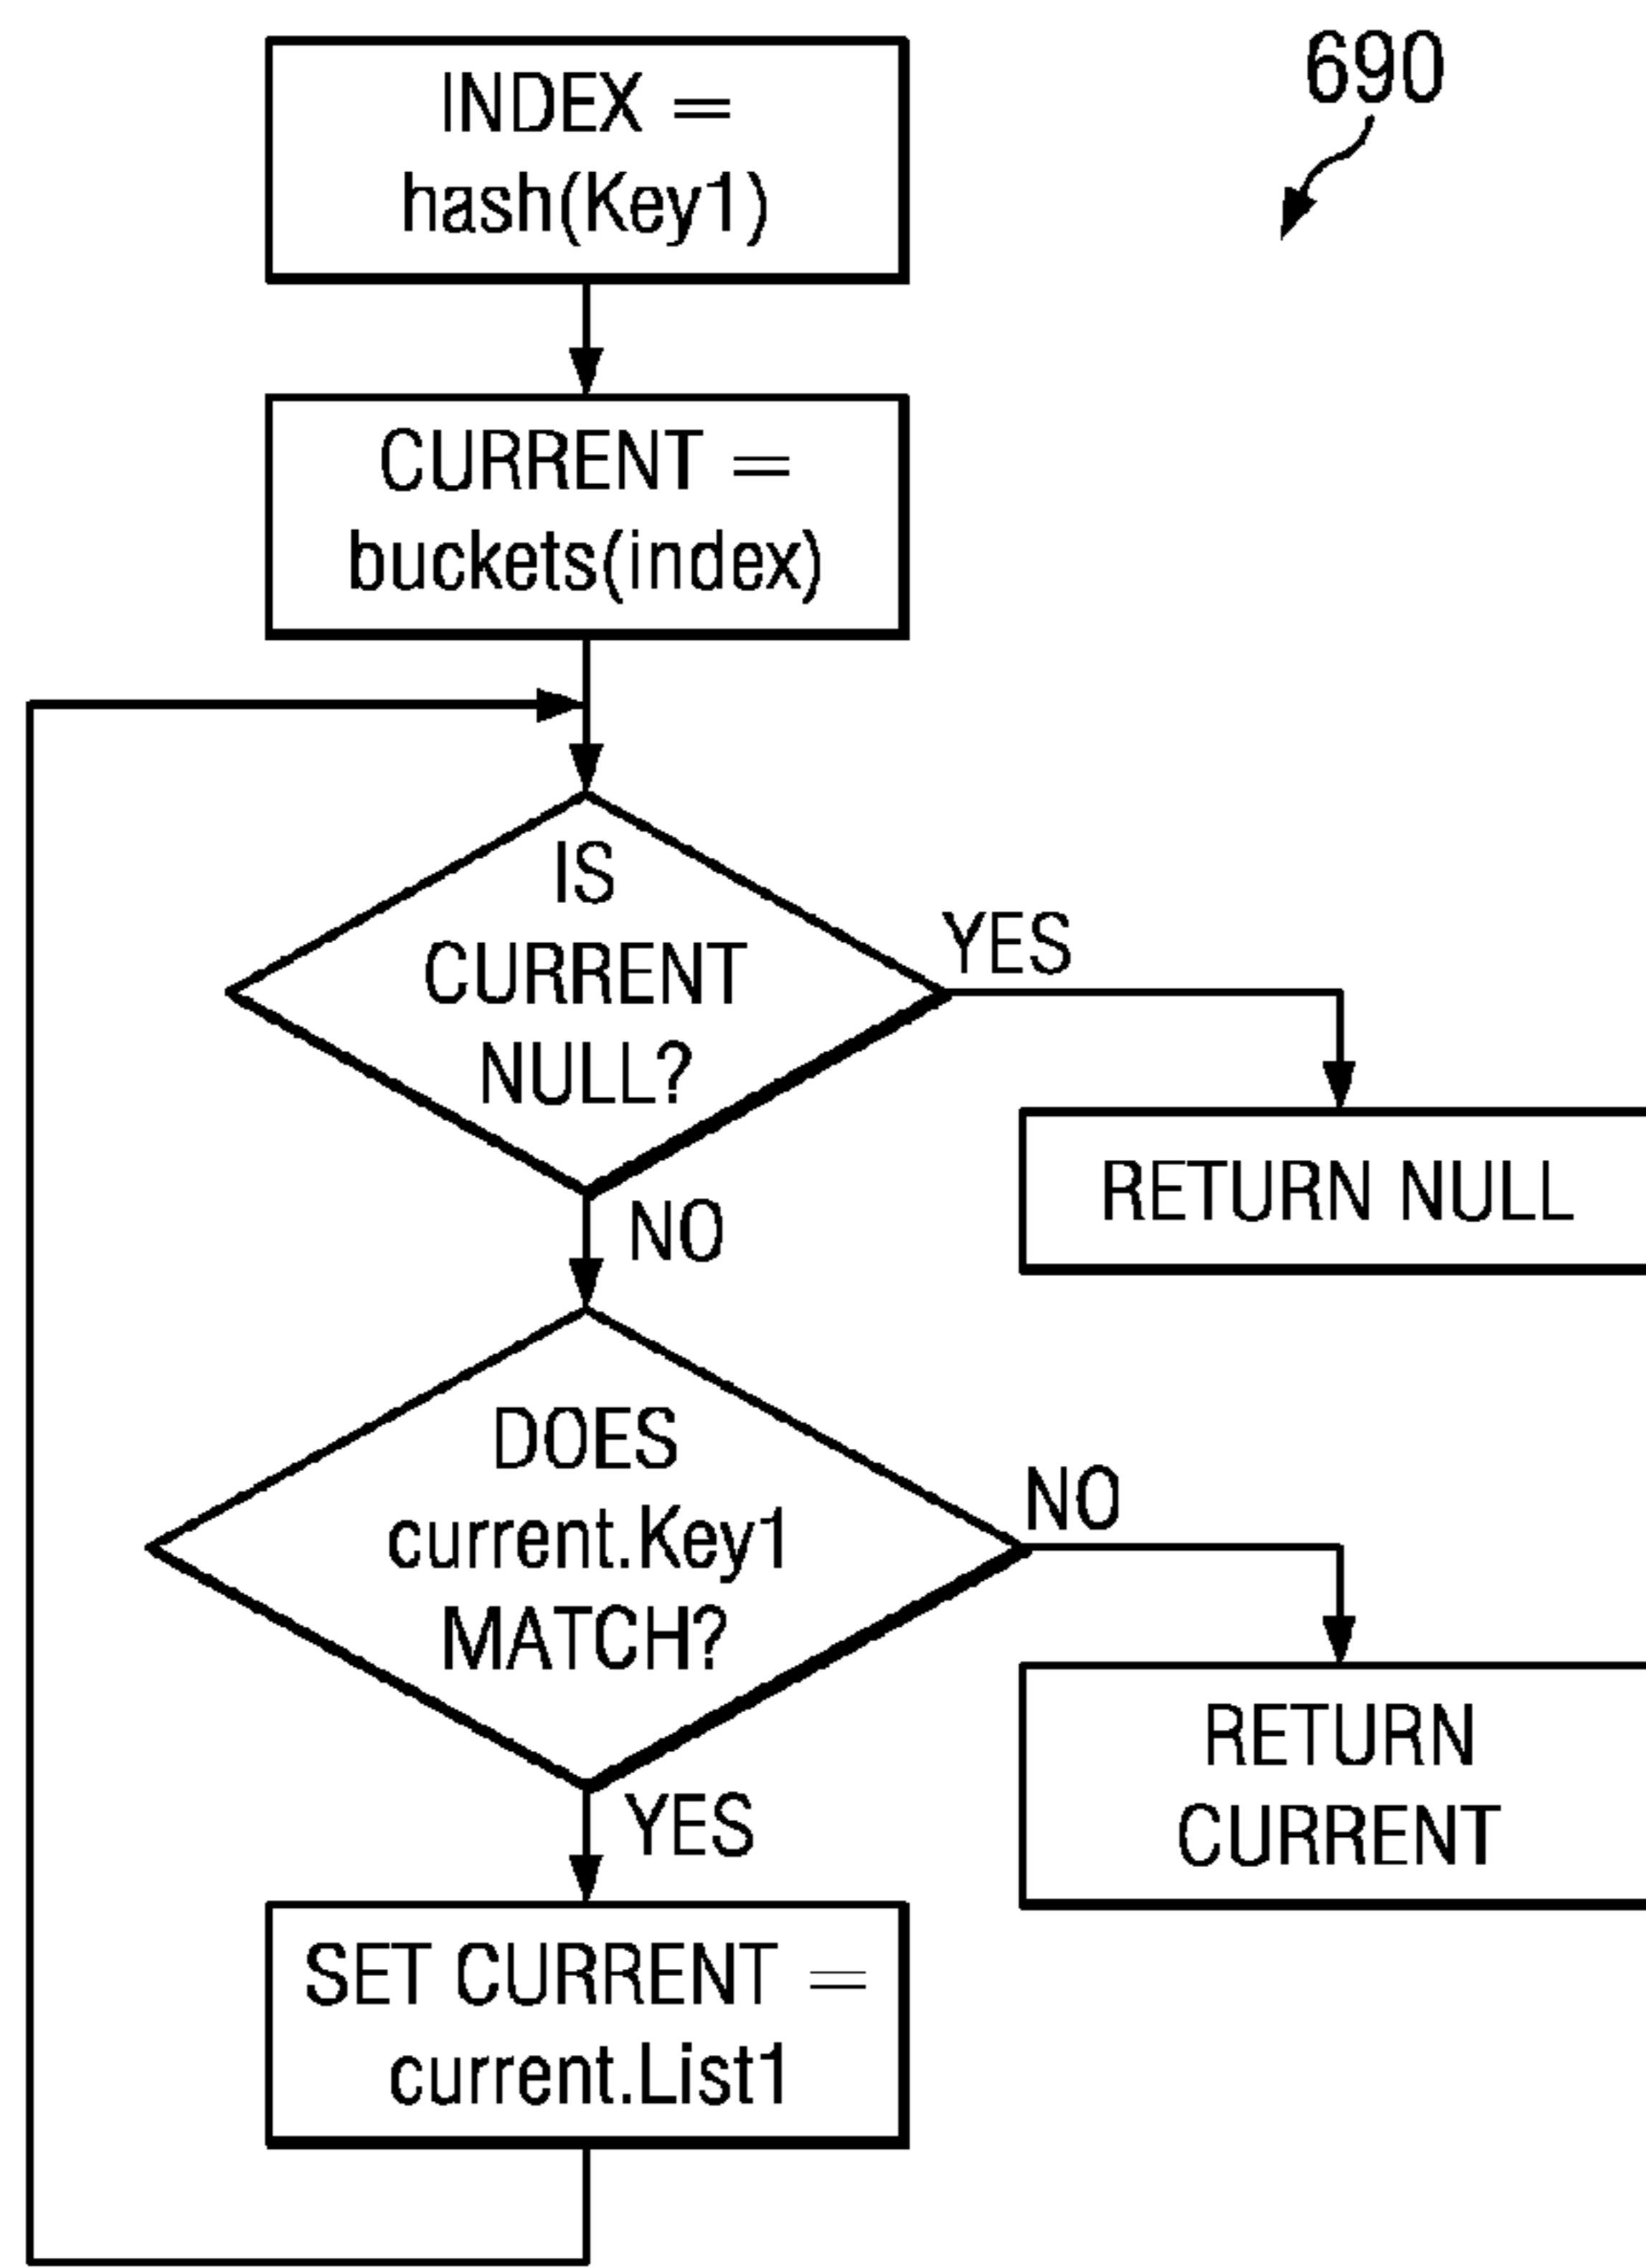 INDEX =
hash(Key1)
690
CURRENT =
buckets(index)
IS
CURRENT
NULL?
YES
RETURN NULL
NO
DOES
current.Key1
MATCH?
NO
RETURN
CURRENT
YES
SET CURRENT =
current.List1